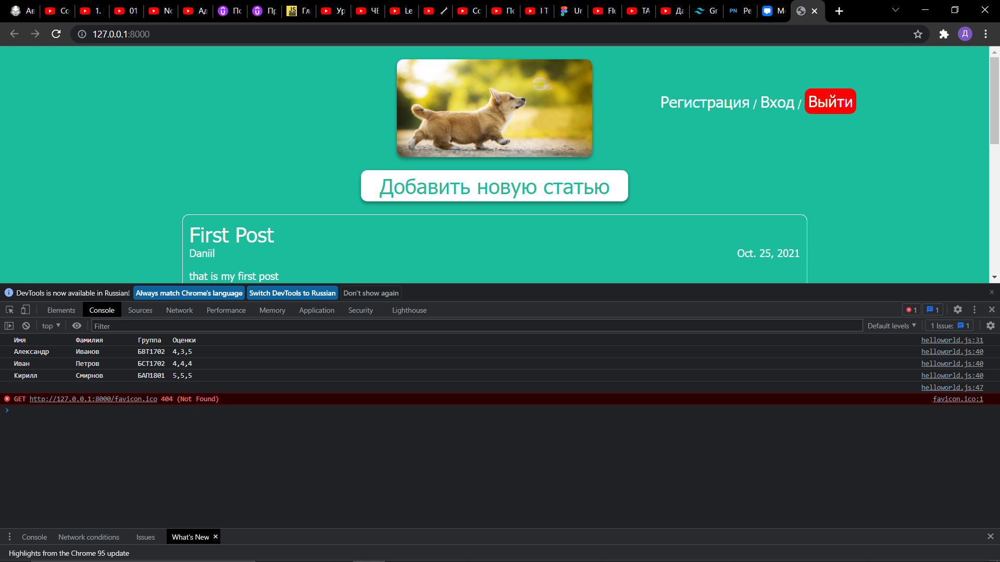 Ав Со 1. 01 Nc Ад По Пр JS Гл Ур ЧЕ Le Сс По I T Ur Flu TA Да Gr PN Pe Me
127.0.0.1:8000 Д
Регистрация / Вход / Выйти
Добавить новую статью
First Post
Daniil Oct. 25, 2021
that is my first post
DevTools is now available in Russian! Always match Chrome's language Switch DevTools to Russian Don't show again
Elements Console Sources Network Performance Memory Application Security Lighthouse 1 1
top Filter Default levels 1 Issue: 1
Имя Фамилия Группа Оценки helloworld.js:31
Александр Иванов БВТ1702 4,3,5 helloworld.js:40
Иван Петров БСТ1702 4,4,4 helloworld.js:40
Кирилл Смирнов БАП1801 5,5,5 helloworld.js:40
helloworld.js:47
GET http://127.0.0.1:8000/favicon.ico 404 (Not Found) favicon.ico:1
Console Network conditions Issues What's New
Highlights from the Chrome 95 update